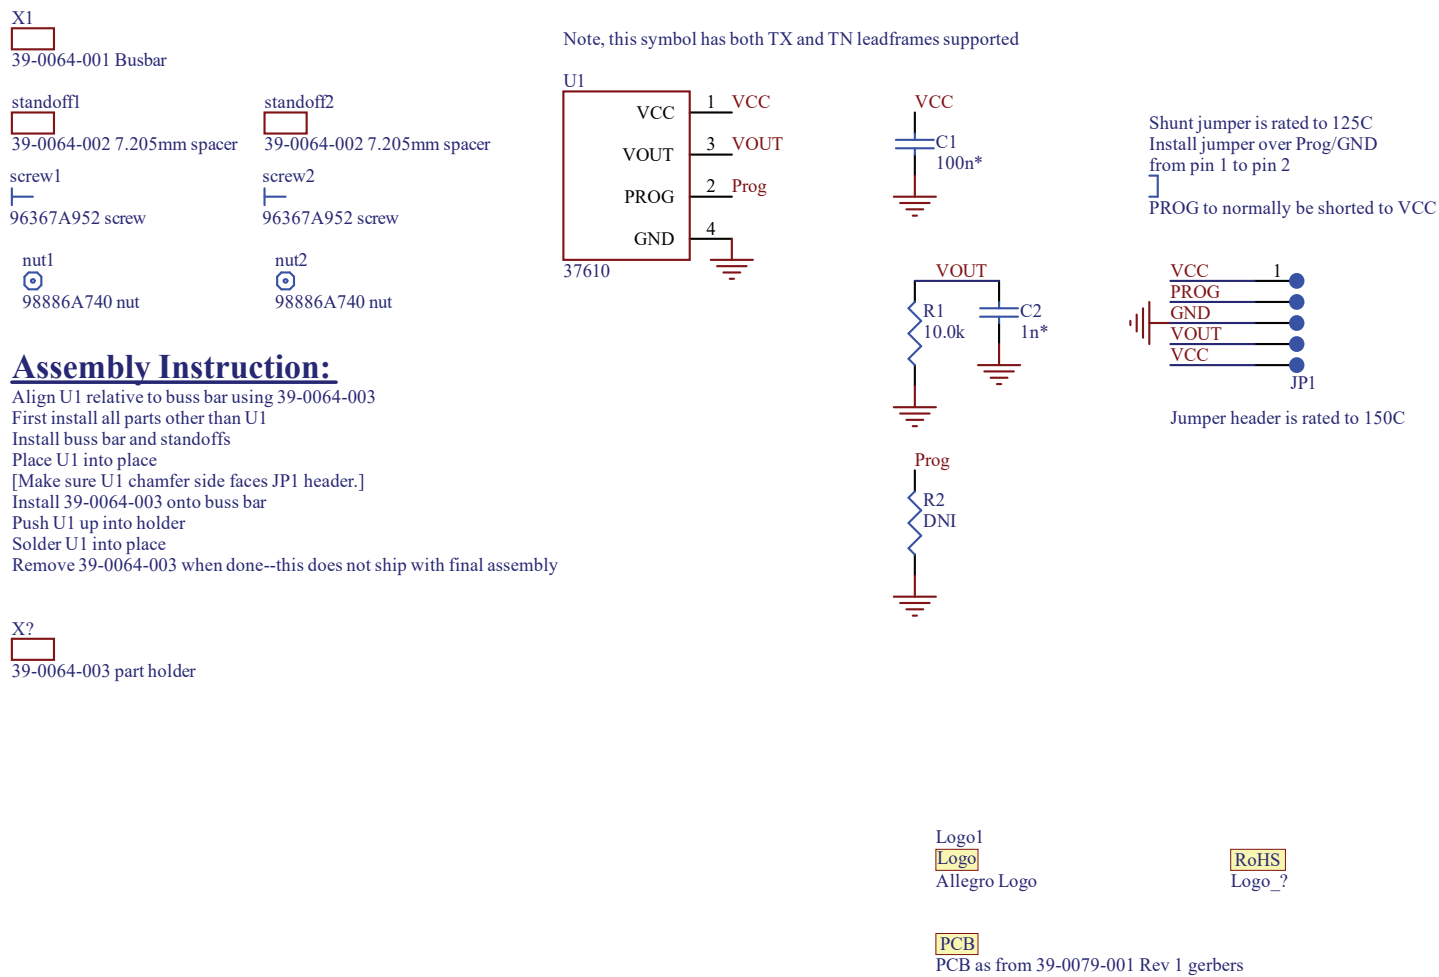 X1
39-0064-001 Busbar
standoff1
39-0064-002 7.205mm spacer
standoff2
39-0064-002 7.205mm spacer
screw1
96367A952 screw
screw2
96367A952 screw
nut1
98886A740 nut
nut2
98886A740 nut
Assembly Instruction:
Align U1 relative to buss bar using 39-0064-003
First install all parts other than U1
Install buss bar and standoffs
Place U1 into place
[Make sure U1 chamfer side faces JP1 header.]
Install 39-0064-003 onto buss bar
Push U1 up into holder
Solder U1 into place
Remove 39-0064-003 when done--this does not ship with final assembly
X?
39-0064-003 part holder
Note, this symbol has both TX and TN leadframes supported
U1
VCC 1 VCC
VOUT 3 VOUT
PROG 2 Prog
GND 4
37610
VCC
C1
100n*
VOUT
R1
10.0k
C2
1n*
Prog
R2
DNI
Shunt jumper is rated to 125C
Install jumper over Prog/GND
from pin 1 to pin 2
PROG to normally be shorted to VCC
VCC 1
PROG
GND
VOUT
VCC
JP1
Jumper header is rated to 150C
Logo1
Logo
Allegro Logo
RoHS
Logo_?
PCB
PCB as from 39-0079-001 Rev 1 gerbers